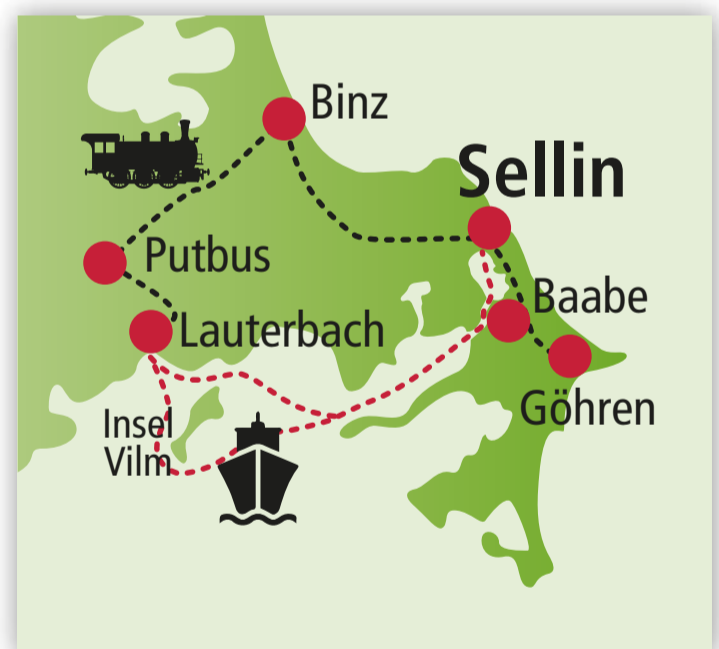 Binz
Sellin
Putbus
Baabe
Lauterbach
Göhren
Insel
Vilm